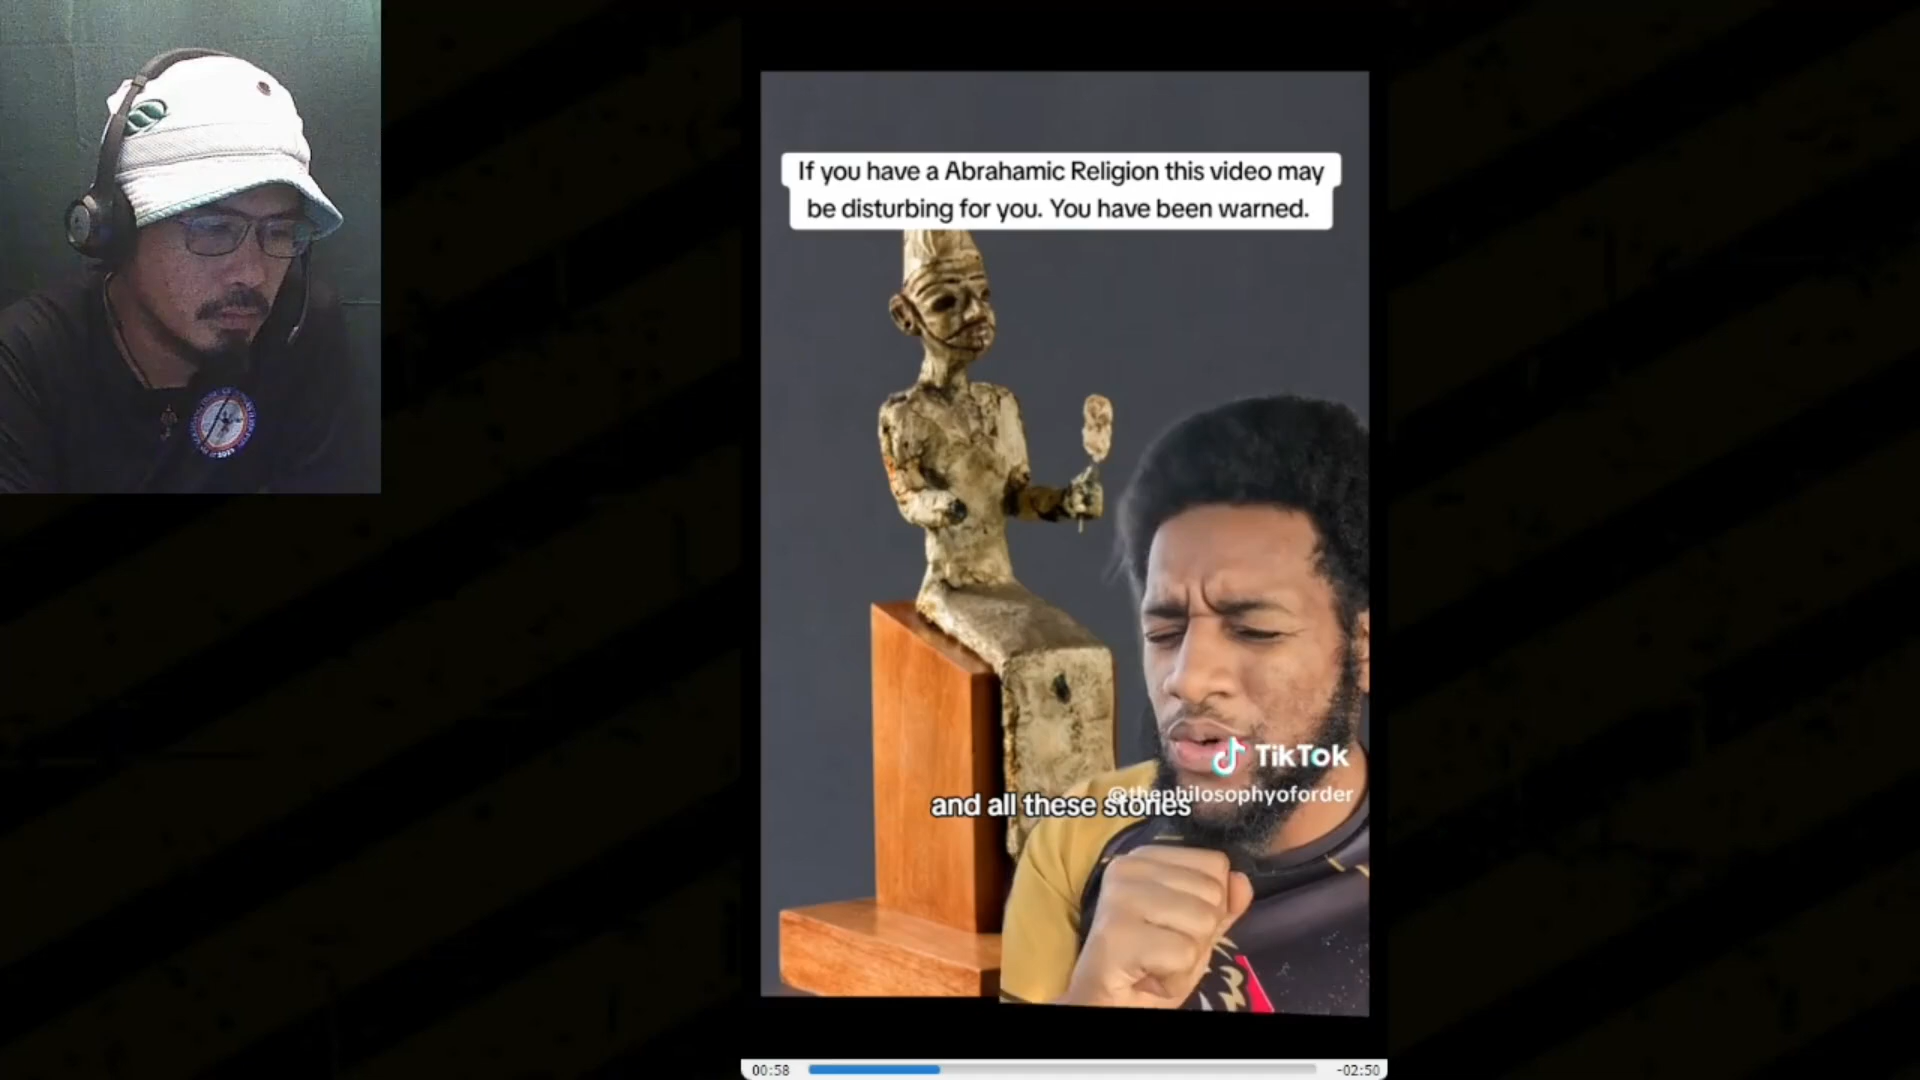 If you have a Abrahamic Religion this video may
be disturbing for you. You have been warned.
TikTok
@thephilosophyoforder
and all these stories
00:58
-02:50